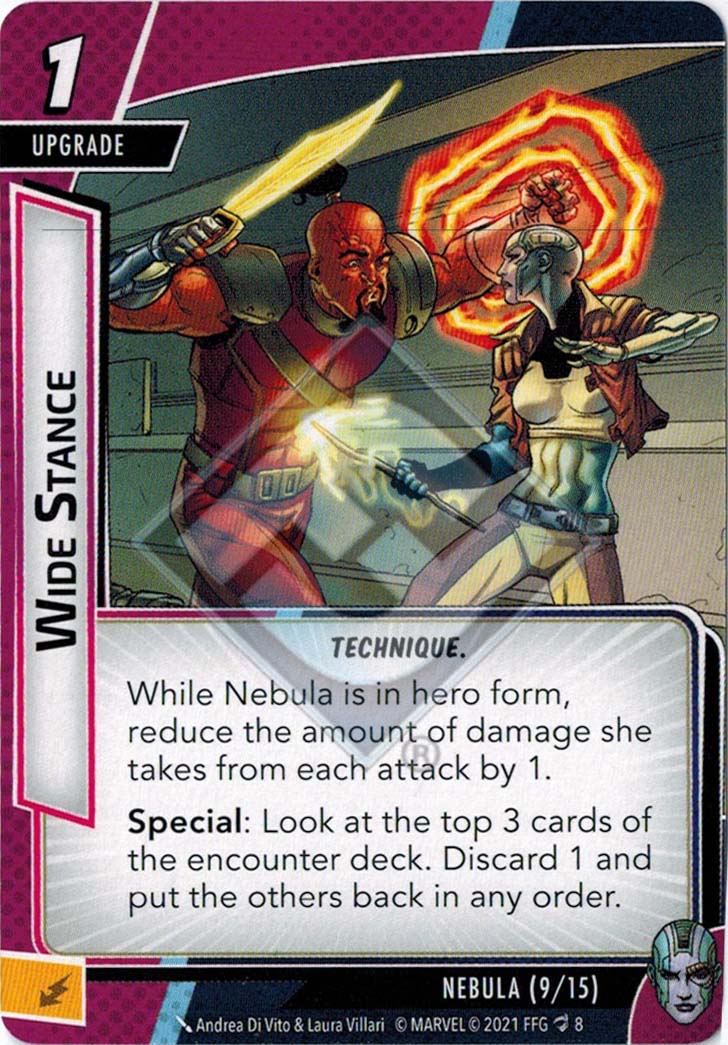 1
UPGRADE
WIDE STANCE
TECHNIQUE.
While Nebula is in hero form,
reduce the amount of damage she
takes from each attack by 1.
Special: Look at the top 3 cards of
the encounter deck. Discard 1 and
put the others back in any order.
NEBULA (9/15)
Andrea Di Vito & Laura Villari © MARVEL © 2021 FFG 8
®